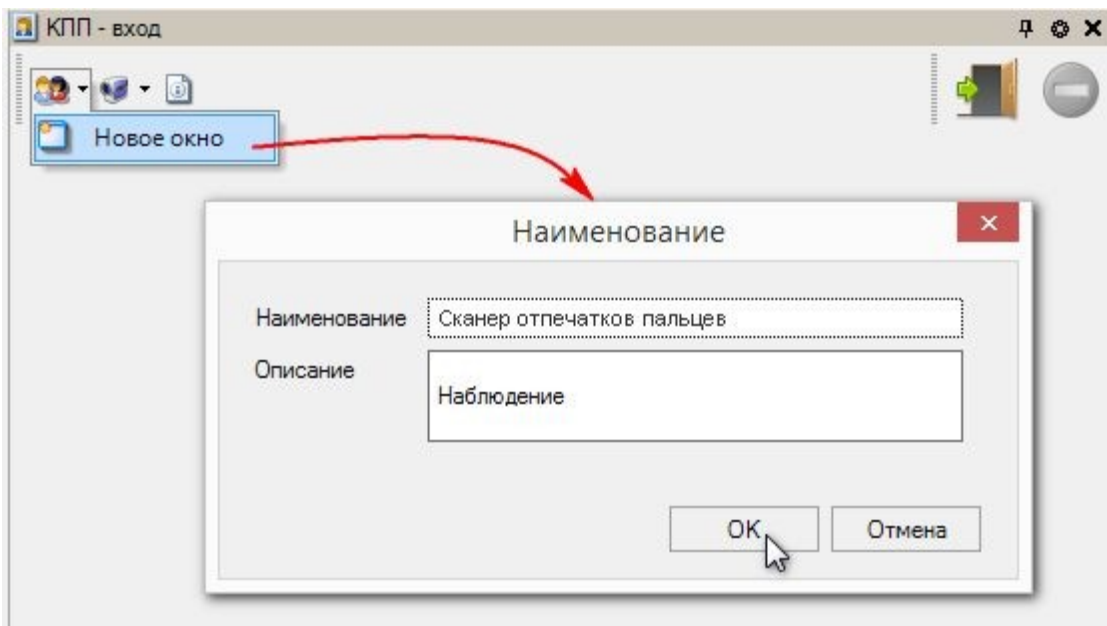 КПП - вход
Новое окно
Наименование
Наименование Сканер отпечатков пальцев
Описание
Наблюдение
OK Отмена